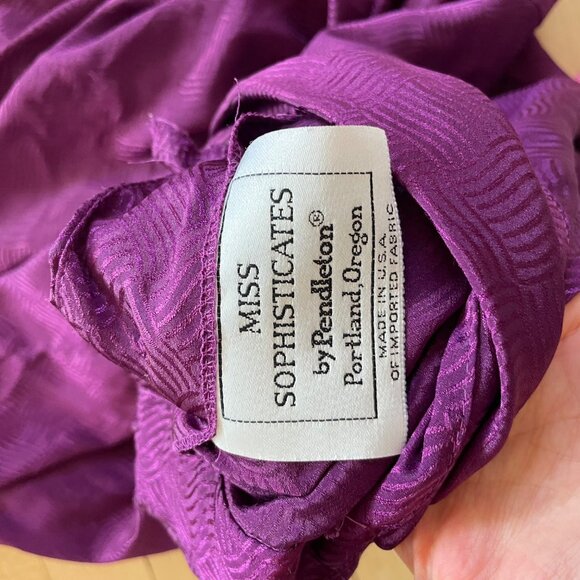 MISS
SOPHISTICATES
by Pendleton®
Portland, Oregon
MADE IN U.S.A.
OF IMPORTED FABRIC